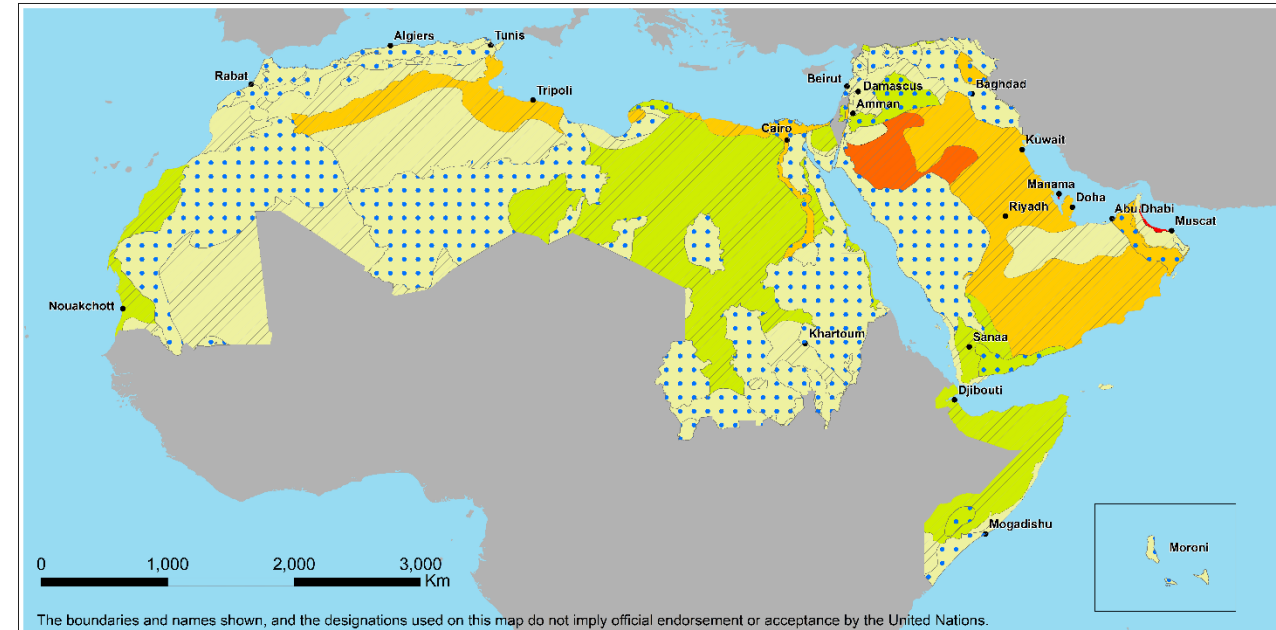 Algiers
Tunis
Rabat
Tripoli
Beirut
Damascus
Baghdad
Amman
Cairo
Kuwait
Manama
Doha
Riyadh
Abu Dhabi
Muscat
Nouakchott
Khartoum
Sanaa
Djibouti
Mogadishu
Moroni
0 1,000 2,000 3,000
Km
The boundaries and names shown, and the designations used on this map do not imply official endorsement or acceptance by the United Nations.